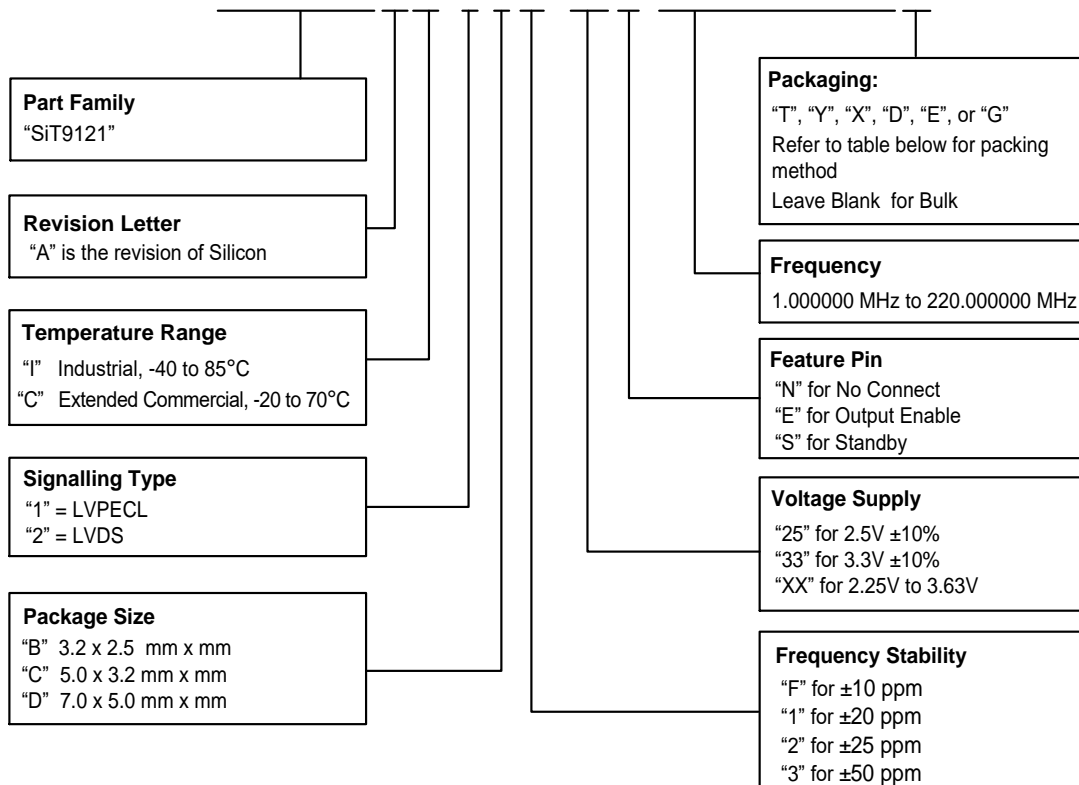 Part Family
“SiT9121”
Revision Letter
“A” is the revision of Silicon
Temperature Range
“I” Industrial, -40 to 85°C
“C” Extended Commercial, -20 to 70°C
Signalling Type
“1” = LVPECL
“2” = LVDS
Package Size
“B” 3.2 x 2.5 mm x mm
“C” 5.0 x 3.2 mm x mm
“D” 7.0 x 5.0 mm x mm
Packaging:
“T”, “Y”, “X”, “D”, “E”, or “G”
Refer to table below for packing
method
Leave Blank for Bulk
Frequency
1.000000 MHz to 220.000000 MHz
Feature Pin
“N” for No Connect
“E” for Output Enable
“S” for Standby
Voltage Supply
“25” for 2.5V ±10%
“33” for 3.3V ±10%
“XX” for 2.25V to 3.63V
Frequency Stability
“F” for ±10 ppm
“1” for ±20 ppm
“2” for ±25 ppm
“3” for ±50 ppm